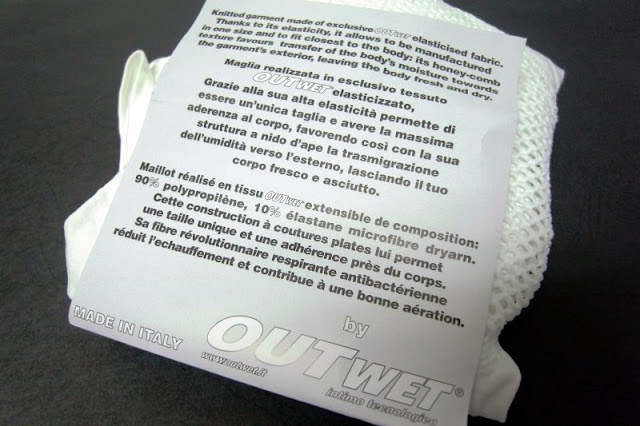 Knitted garment made of exclusive OUTWET elasticised fabric.
Thanks to its elasticity, it allows to be manufactured
in one size and to fit closest to the body: its honey-comb
texture favours transfer of the body's moisture towards
the garment's exterior, leaving the body fresh and dry.
Maglia realizzata in esclusivo tessuto
OUTWET elasticizzato,
Grazie alla sua alta elasticità permette di
essere un'unica taglia e avere la massima
aderenza al corpo, favorendo così con la sua
struttura a nido d'ape la trasmigrazione
dell'umidità verso l'esterno, lasciando il tuo
corpo fresco e asciutto.
Maillot réalisé en tissu OUTWET extensible de composition:
90% polypropilène, 10% élastane microfibre dryarn.
Cette construction à coutures plates lui permet
une taille unique et une adhérence près du corps.
Sa fibre révolutionnaire respirante antibactérienne
réduit l'echauffement et contribue à une bonne aération.
by
MADE IN ITALY
OUTWET®
www.outwet.it
intimo tecnologico